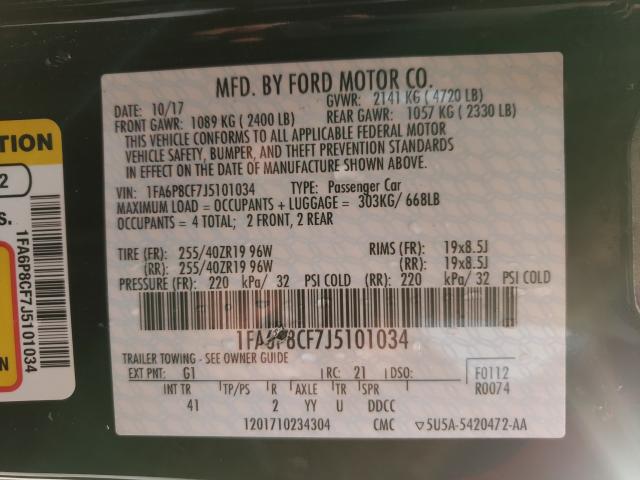 MFD. BY FORD MOTOR CO.
DATE: 10/17 GVWR: 2141 KG ( 4720 LB)
FRONT GAWR: 1089 KG ( 2400 LB) REAR GAWR: 1057 KG ( 2330 LB)
THIS VEHICLE CONFORMS TO ALL APPLICABLE FEDERAL MOTOR
VEHICLE SAFETY, BUMPER, AND THEFT PREVENTION STANDARDS
IN EFFECT ON THE DATE OF MANUFACTURE SHOWN ABOVE.
VIN: 1FA6P8CF7J5101034 TYPE: Passenger Car
MAXIMUM LOAD = OCCUPANTS + LUGGAGE = 303KG/ 668LB
OCCUPANTS = 4 TOTAL; 2 FRONT, 2 REAR
TIRE (FR): 255/40ZR19 96W RIMS (FR): 19x8.5J
(RR): 255/40ZR19 96W (RR): 19x8.5J
PRESSURE (FR): 220 kPa/ 32 PSI COLD (RR): 220 kPa/ 32 PSI COLD
1FA6P8CF7J5101034
TRAILER TOWING - SEE OWNER GUIDE
EXT PNT: G1 RC: 21 DSO: F0112
INT TR TP/PS R AXLE TR SPR R0074
41 2 YY U DDCC
1201710234304 CMC ▽5U5A-5420472-AA
TION
2
s.
1FA6P8CF7J5101034
N